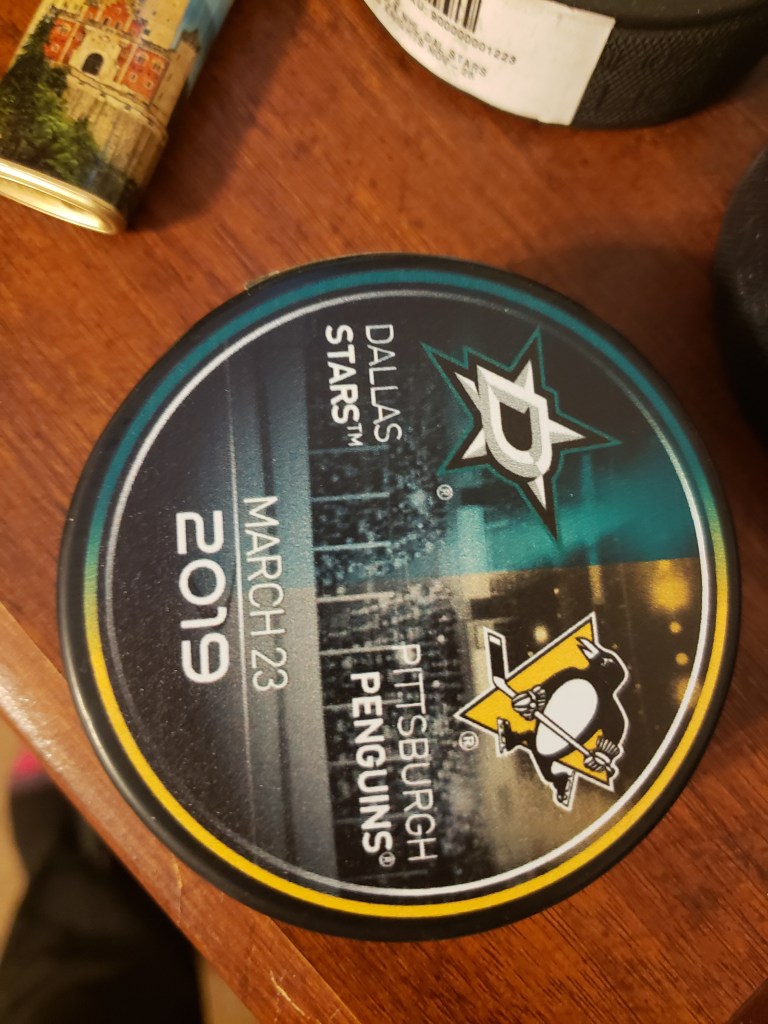 DALLAS
STARS™
PITTSBURGH
PENGUINS®
MARCH 23
2019
D
®
®